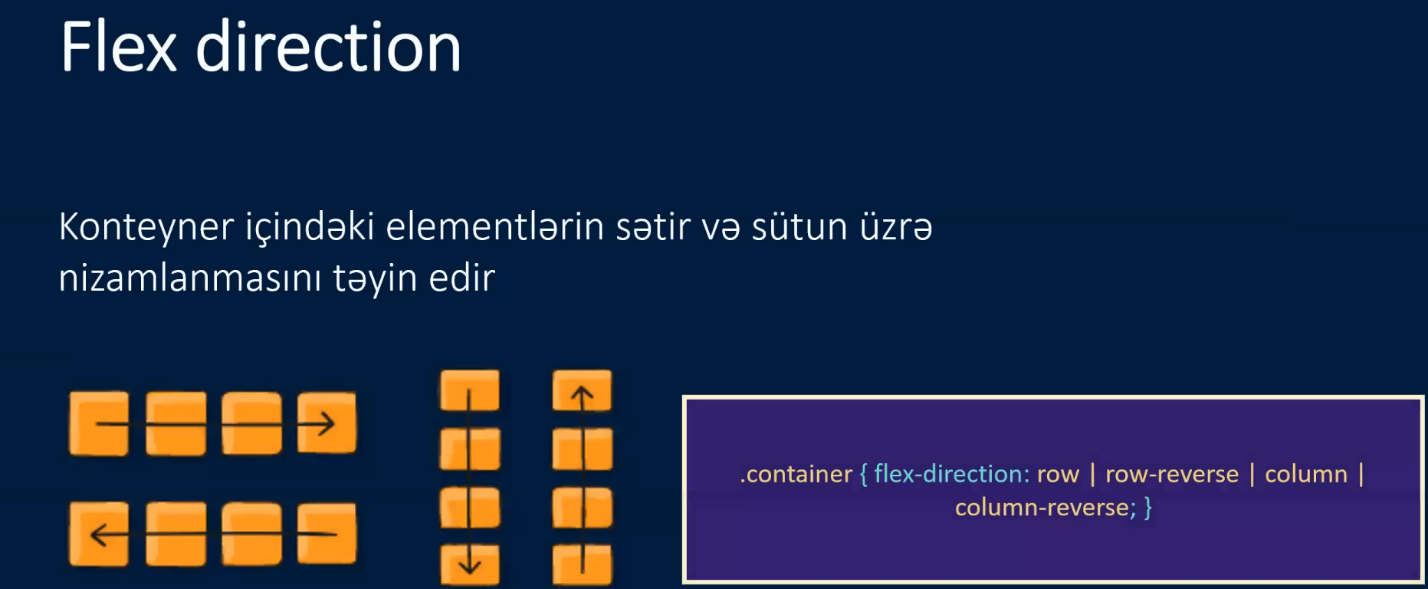 Flex direction
Konteyner içindəki elementlərin sətir və sütun üzrə
nizamlanmasını təyin edir
.container { flex-direction: row | row-reverse | column |
column-reverse; }